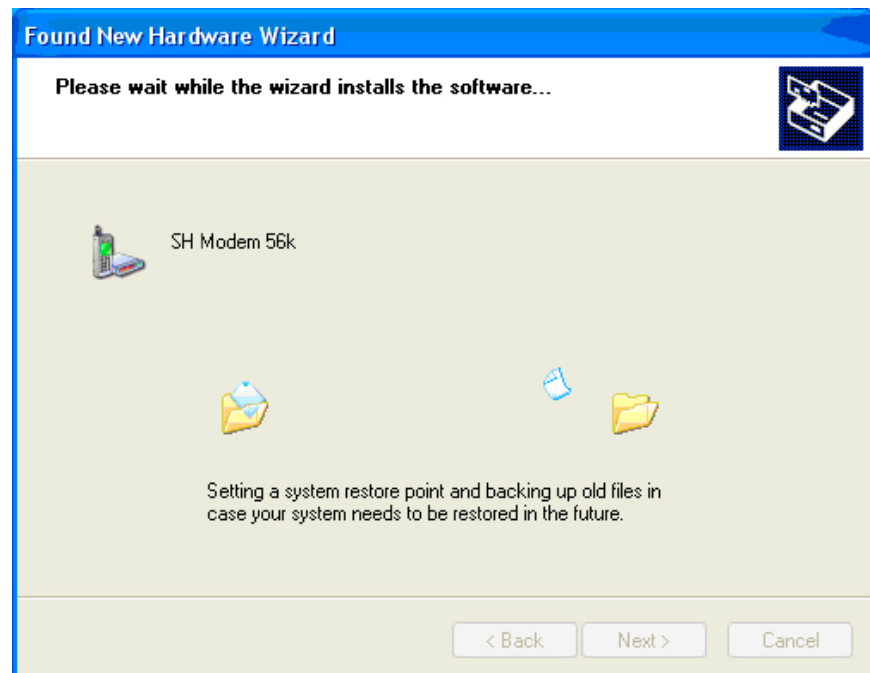 Found New Hardware Wizard
Please wait while the wizard installs the software...
SH Modem 56k
Setting a system restore point and backing up old files in
case your system needs to be restored in the future.
< Back
Next >
Cancel